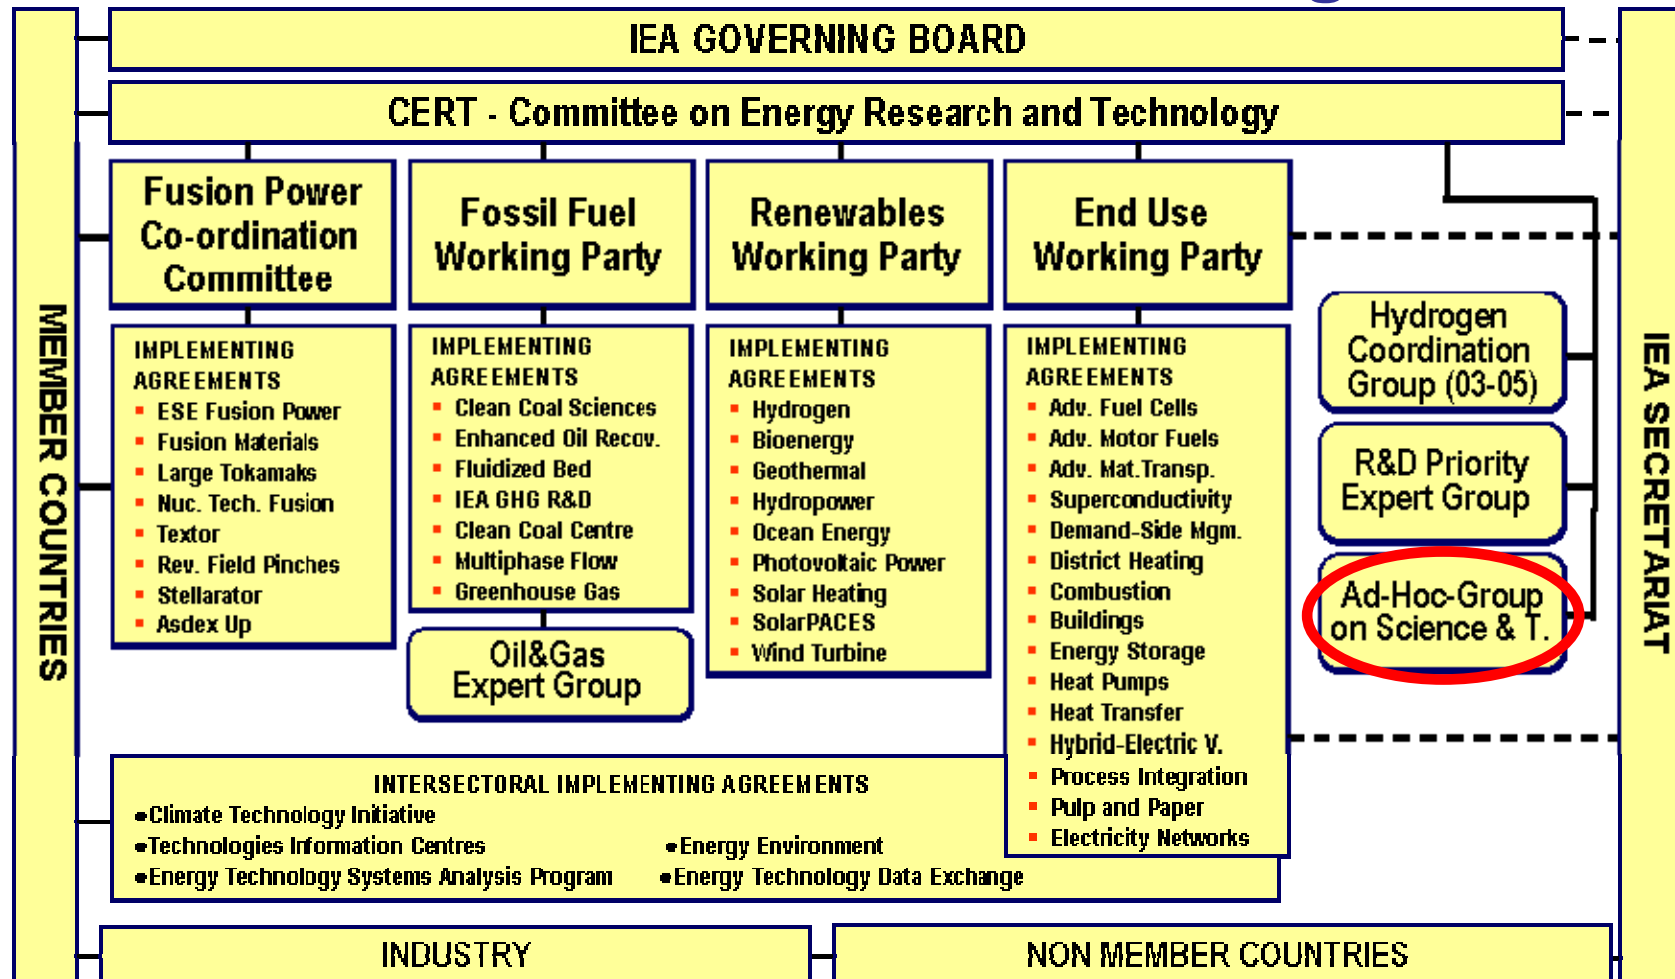 IEA GOVERNING BOARD
CERT - Committee on Energy Research and Technology
MEMBER COUNTRIES
Fusion Power
Co-ordination
Committee
IMPLEMENTING
AGREEMENTS
▪ ESE Fusion Power
▪ Fusion Materials
▪ Large Tokamaks
▪ Nuc. Tech. Fusion
▪ Textor
▪ Rev. Field Pinches
▪ Stellarator
▪ Asdex Up
Fossil Fuel
Working Party
IMPLEMENTING
AGREEMENTS
▪ Clean Coal Sciences
▪ Enhanced Oil Recov.
▪ Fluidized Bed
▪ IEA GHG R&D
▪ Clean Coal Centre
▪ Multiphase Flow
▪ Greenhouse Gas
Oil&Gas
Expert Group
Renewables
Working Party
IMPLEMENTING
AGREEMENTS
▪ Hydrogen
▪ Bioenergy
▪ Geothermal
▪ Hydropower
▪ Ocean Energy
▪ Photovoltaic Power
▪ Solar Heating
▪ SolarPACES
▪ Wind Turbine
End Use
Working Party
IMPLEMENTING
AGREEMENTS
▪ Adv. Fuel Cells
▪ Adv. Motor Fuels
▪ Adv. Mat.Transp.
▪ Superconductivity
▪ Demand-Side Mgm.
▪ District Heating
▪ Combustion
▪ Buildings
▪ Energy Storage
▪ Heat Pumps
▪ Heat Transfer
▪ Hybrid-Electric V.
▪ Process Integration
▪ Pulp and Paper
▪ Electricity Networks
Hydrogen
Coordination
Group (03-05)
R&D Priority
Expert Group
Ad-Hoc-Group
on Science & T.
IEA SECRETARIAT
INTERSECTORAL IMPLEMENTING AGREEMENTS
●Climate Technology Initiative
●Technologies Information Centres
●Energy Environment
●Energy Technology Systems Analysis Program
●Energy Technology Data Exchange
INDUSTRY
NON MEMBER COUNTRIES